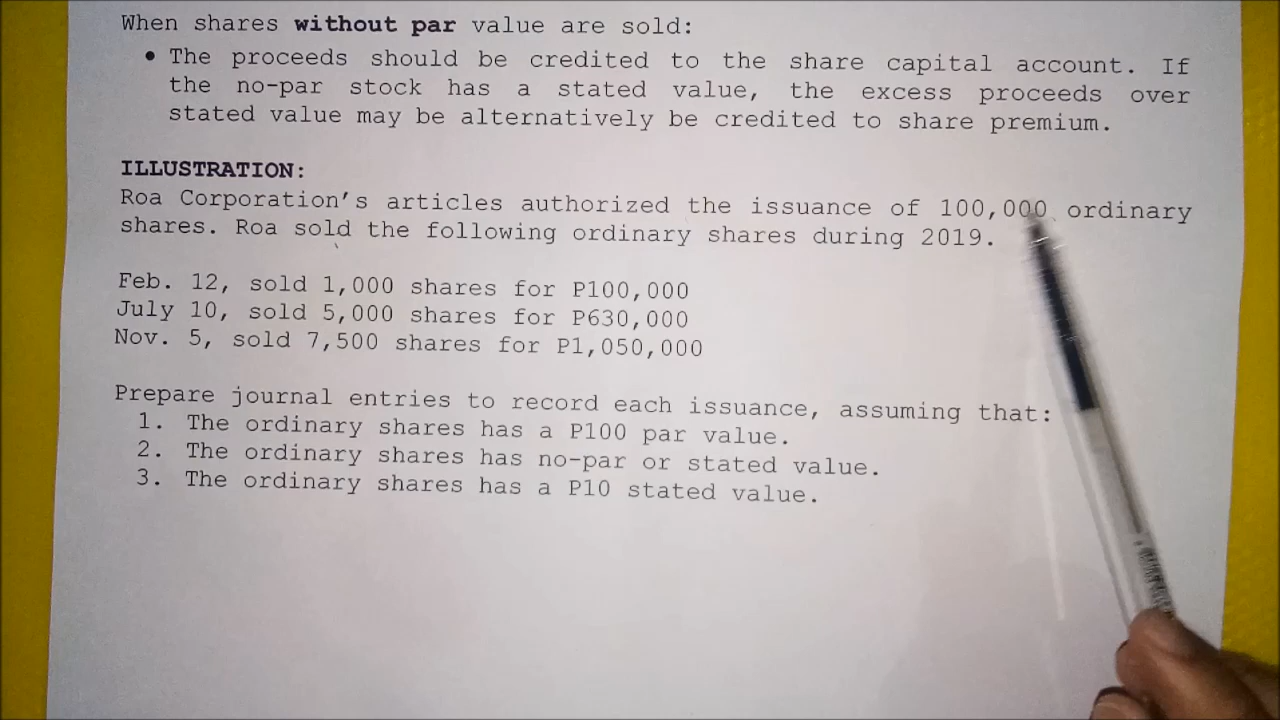 When shares without par value are sold:
• The proceeds should be credited to the share capital account. If
the no-par stock has a stated value, the excess proceeds over
stated value may be alternatively be credited to share premium.
ILLUSTRATION:
Roa Corporation's articles authorized the issuance of 100,000 ordinary
shares. Roa sold the following ordinary shares during 2019.
Feb. 12, sold 1,000 shares for P100,000
July 10, sold 5,000 shares for P630,000
Nov. 5, sold 7,500 shares for P1,050,000
Prepare journal entries to record each issuance, assuming that:
1. The ordinary shares has a P100 par value.
2. The ordinary shares has no-par or stated value.
3. The ordinary shares has a P10 stated value.